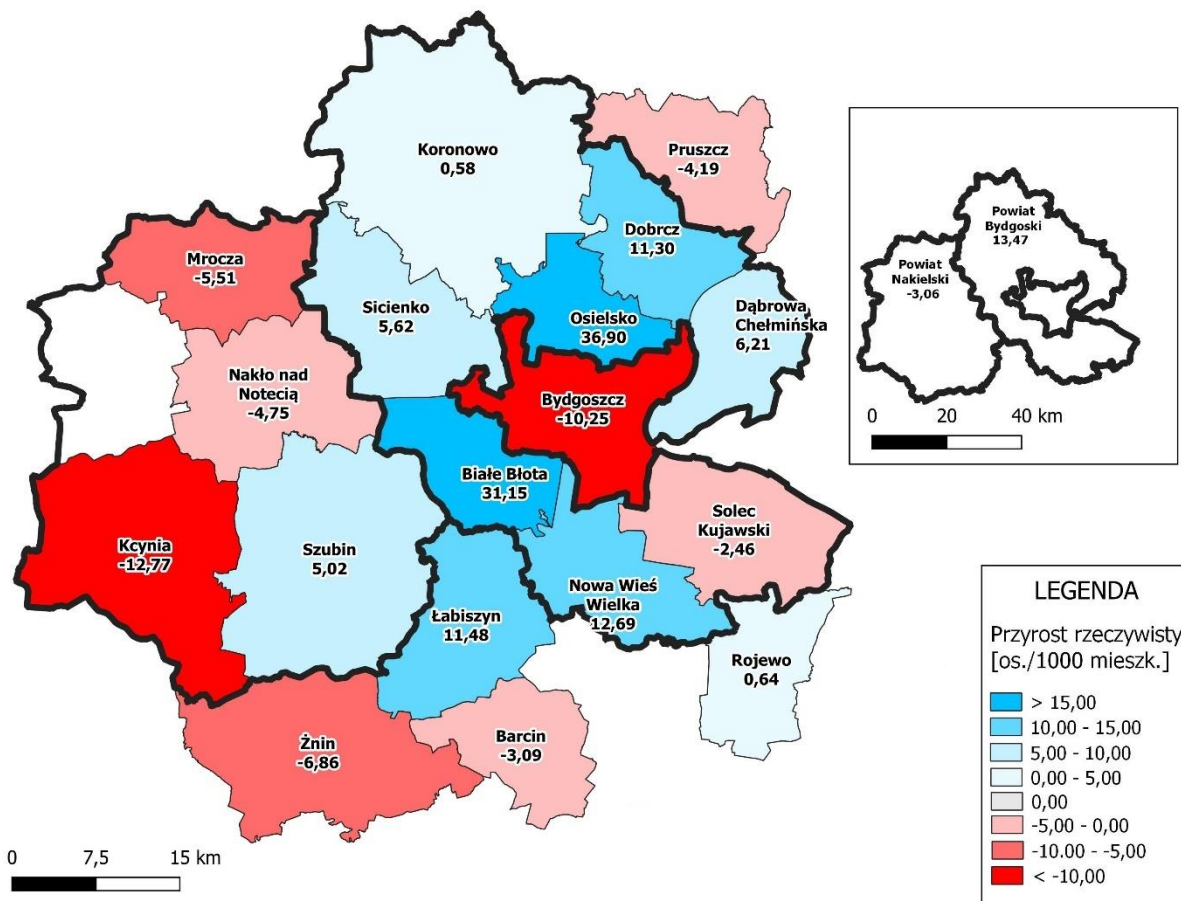 Koronowo
0,58
Pruszcz
-4,19
Dobrcz
11,30
Mrocza
-5,51
Sicienko
5,62
Osielsko
36,90
Dąbrowa
Chełmińska
6,21
Nakło nad
Notecią
-4,75
Bydgoszcz
-10,25
Białe Błota
31,15
Solec
Kujawski
-2,46
Kcynia
-12,77
Szubin
5,02
Nowa Wieś
Wielka
12,69
Łabiszyn
11,48
Rojewo
0,64
Żnin
-6,86
Barcin
-3,09
0 7,5 15 km
Powiat
Bydgoski
13,47
Powiat
Nakielski
-3,06
0 20 40 km
LEGENDA
Przyrost rzeczywisty
[os./1000 mieszk.]
> 15,00
10,00 - 15,00
5,00 - 10,00
0,00 - 5,00
0,00
-5,00 - 0,00
-10.00 - -5,00
< -10,00